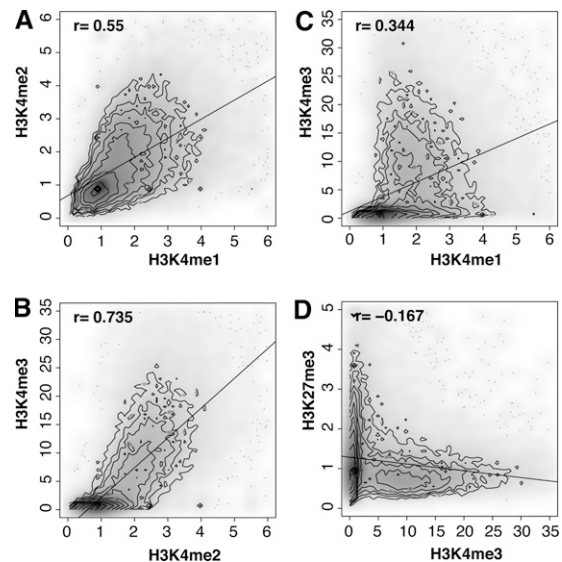 A
r= 0.55
H3K4me2
0 1 2 3 4 5 6
0 1 2 3 4 5 6
H3K4me1
C
r= 0.344
H3K4me3
0 5 10 15 20 25 30 35
0 1 2 3 4 5 6
H3K4me1
B
r= 0.735
H3K4me3
0 5 10 15 20 25 30 35
0 1 2 3 4 5 6
H3K4me2
D
r= −0.167
H3K27me3
0 1 2 3 4 5
0 5 10 15 20 25 30 35
H3K4me3